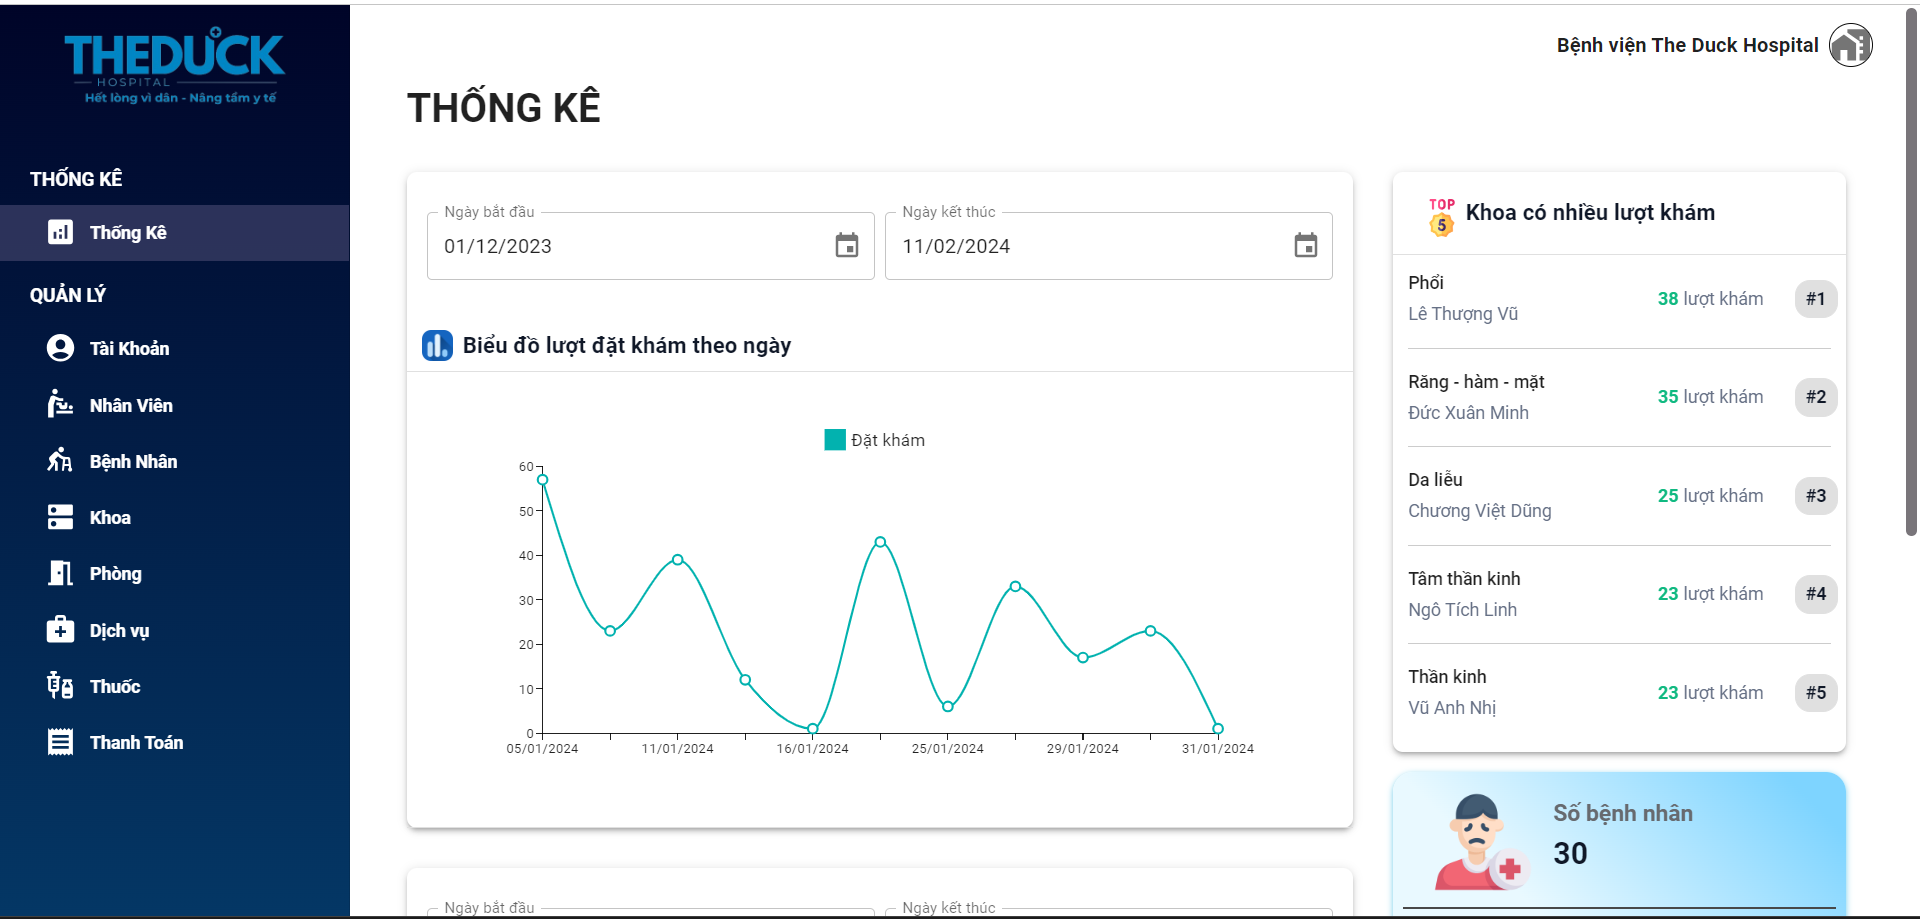 THEDUCK
HOSPITAL
Hết lòng vì dân - Nâng tầm y tế
THỐNG KÊ
Thống Kê
QUẢN LÝ
Tài Khoản
Nhân Viên
Bệnh Nhân
Khoa
Phòng
Dịch vụ
Thuốc
Thanh Toán
Bệnh viện The Duck Hospital
THỐNG KÊ
Ngày bắt đầu
01/12/2023
Ngày kết thúc
11/02/2024
Biểu đồ lượt đặt khám theo ngày
Đặt khám
60
50
40
30
20
10
0
05/01/2024
11/01/2024
16/01/2024
25/01/2024
29/01/2024
31/01/2024
Ngày bắt đầu
Ngày kết thúc
TOP
5
Khoa có nhiều lượt khám
Phổi
Lê Thượng Vũ
38 lượt khám
#1
Răng - hàm - mặt
Đức Xuân Minh
35 lượt khám
#2
Da liễu
Chương Việt Dũng
25 lượt khám
#3
Tâm thần kinh
Ngô Tích Linh
23 lượt khám
#4
Thần kinh
Vũ Anh Nhị
23 lượt khám
#5
Số bệnh nhân
30